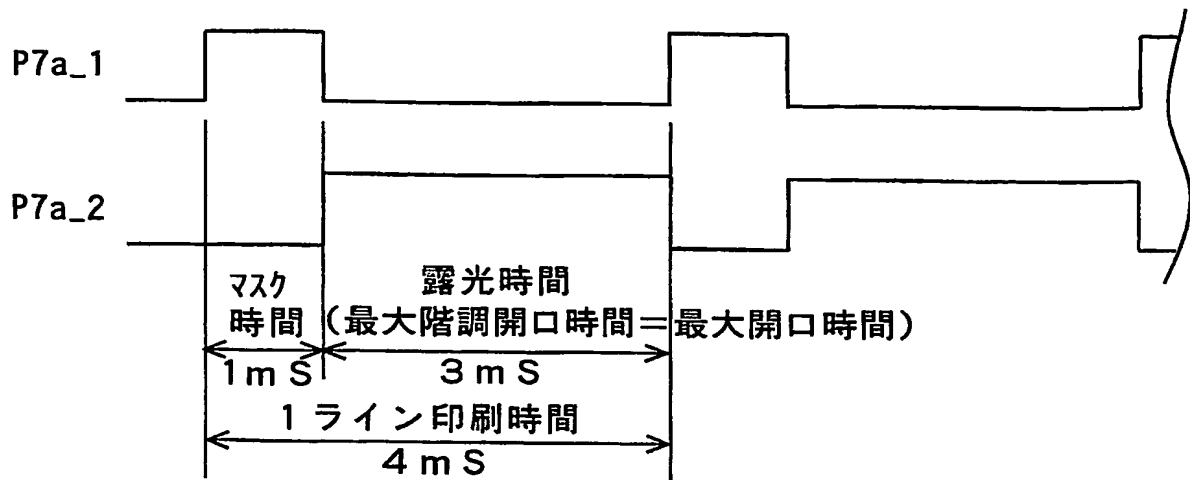 P7a_1
P7a_2
マスク
時間
露光時間
(最大階調開口時間=最大開口時間)
1mS
3mS
1ライン印刷時間
4mS